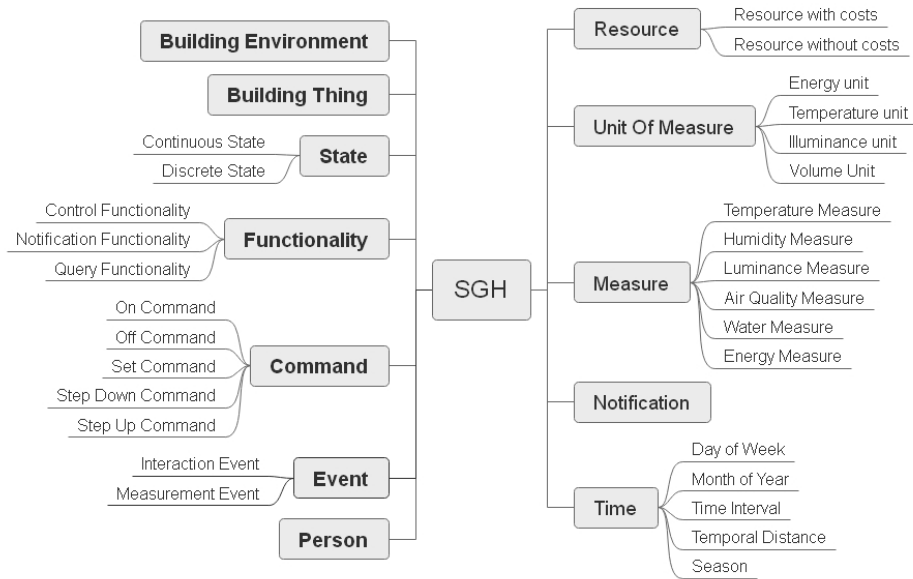 Building Environment
Building Thing
Continuous State
Discrete State
State
Control Functionality
Notification Functionality
Query Functionality
Functionality
On Command
Off Command
Set Command
Step Down Command
Step Up Command
Command
Interaction Event
Measurement Event
Event
Person
SGH
Resource
Resource with costs
Resource without costs
Unit Of Measure
Energy unit
Temperature unit
Illuminance unit
Volume Unit
Measure
Temperature Measure
Humidity Measure
Luminance Measure
Air Quality Measure
Water Measure
Energy Measure
Notification
Time
Day of Week
Month of Year
Time Interval
Temporal Distance
Season